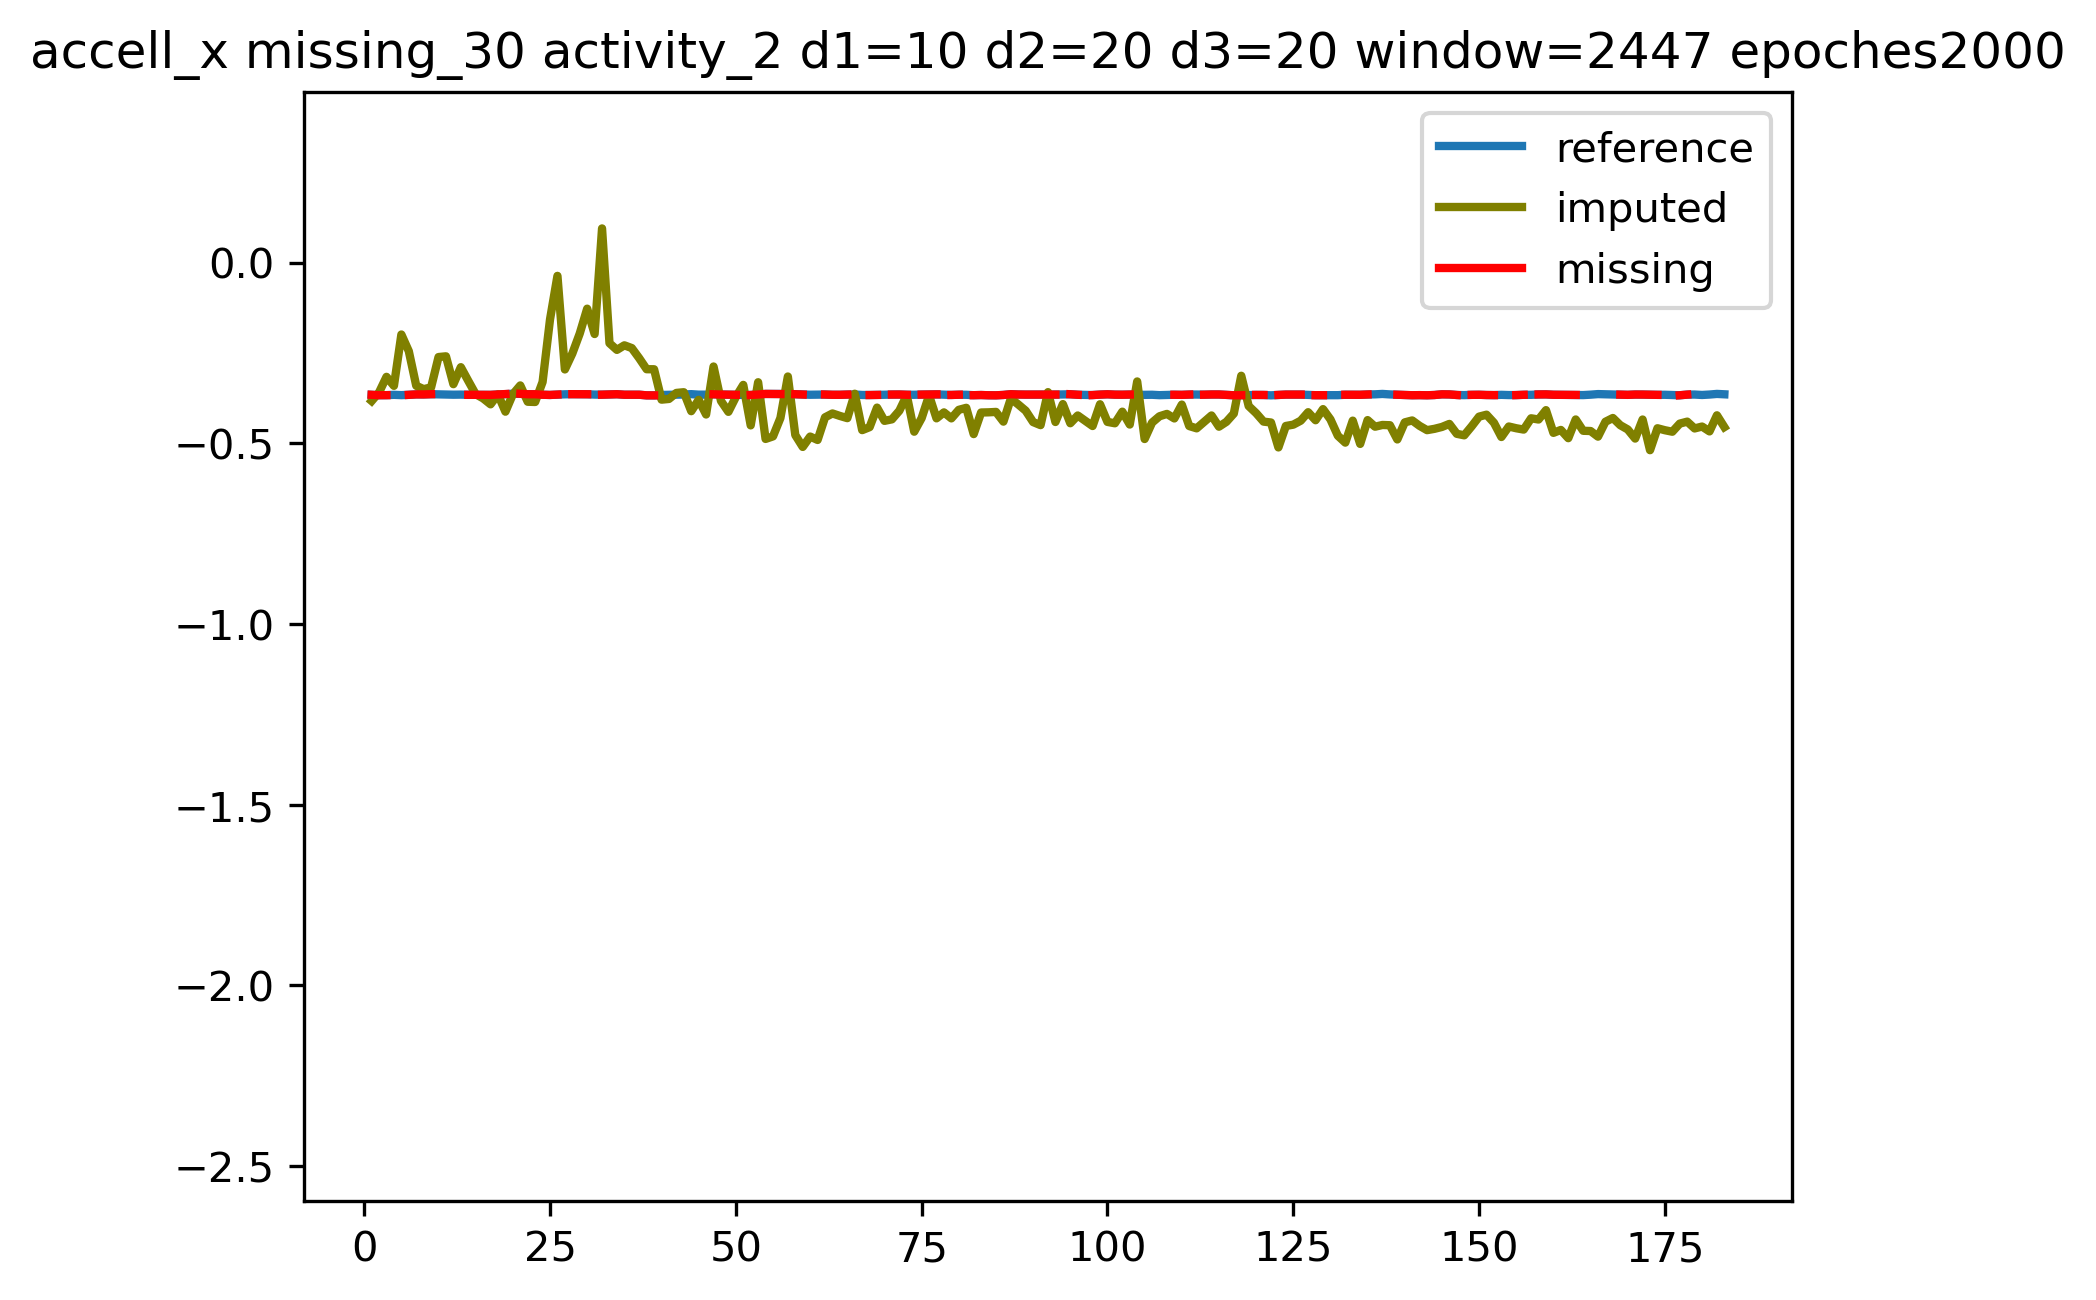 accell_x missing_30 activity_2 d1=10 d2=20 d3=20 window=2447 epoches2000
reference
imputed
missing
0.0
−0.5
−1.0
−1.5
−2.0
−2.5
0 25 50 75 100 125 150 175